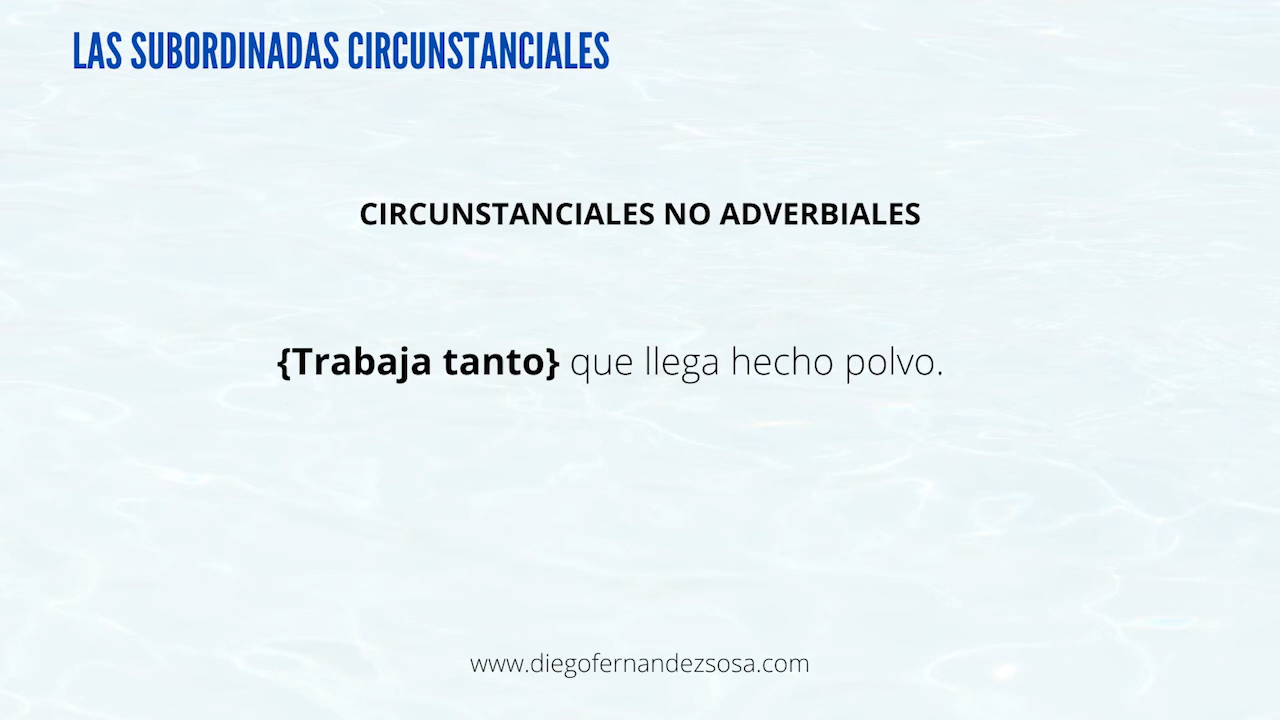 LAS SUBORDINADAS CIRCUNSTANCIALES
CIRCUNSTANCIALES NO ADVERBIALES
{Trabaja tanto} que llega hecho polvo.
www.diegofernandezsosa.com